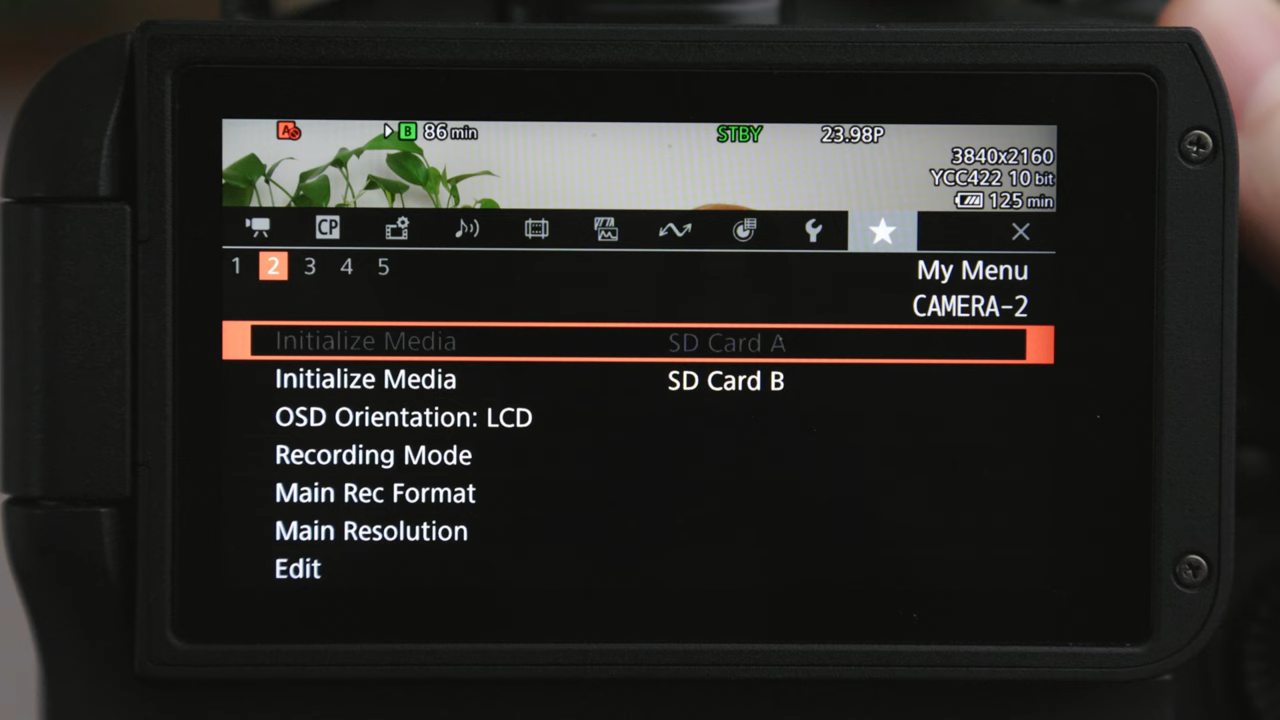 A B 86 min STBY 23.98P
3840x2160
YCC422 10 bit
125 min
CP
1 2 3 4 5
My Menu
CAMERA-2
Initialize Media SD Card A
Initialize Media SD Card B
OSD Orientation: LCD
Recording Mode
Main Rec Format
Main Resolution
Edit